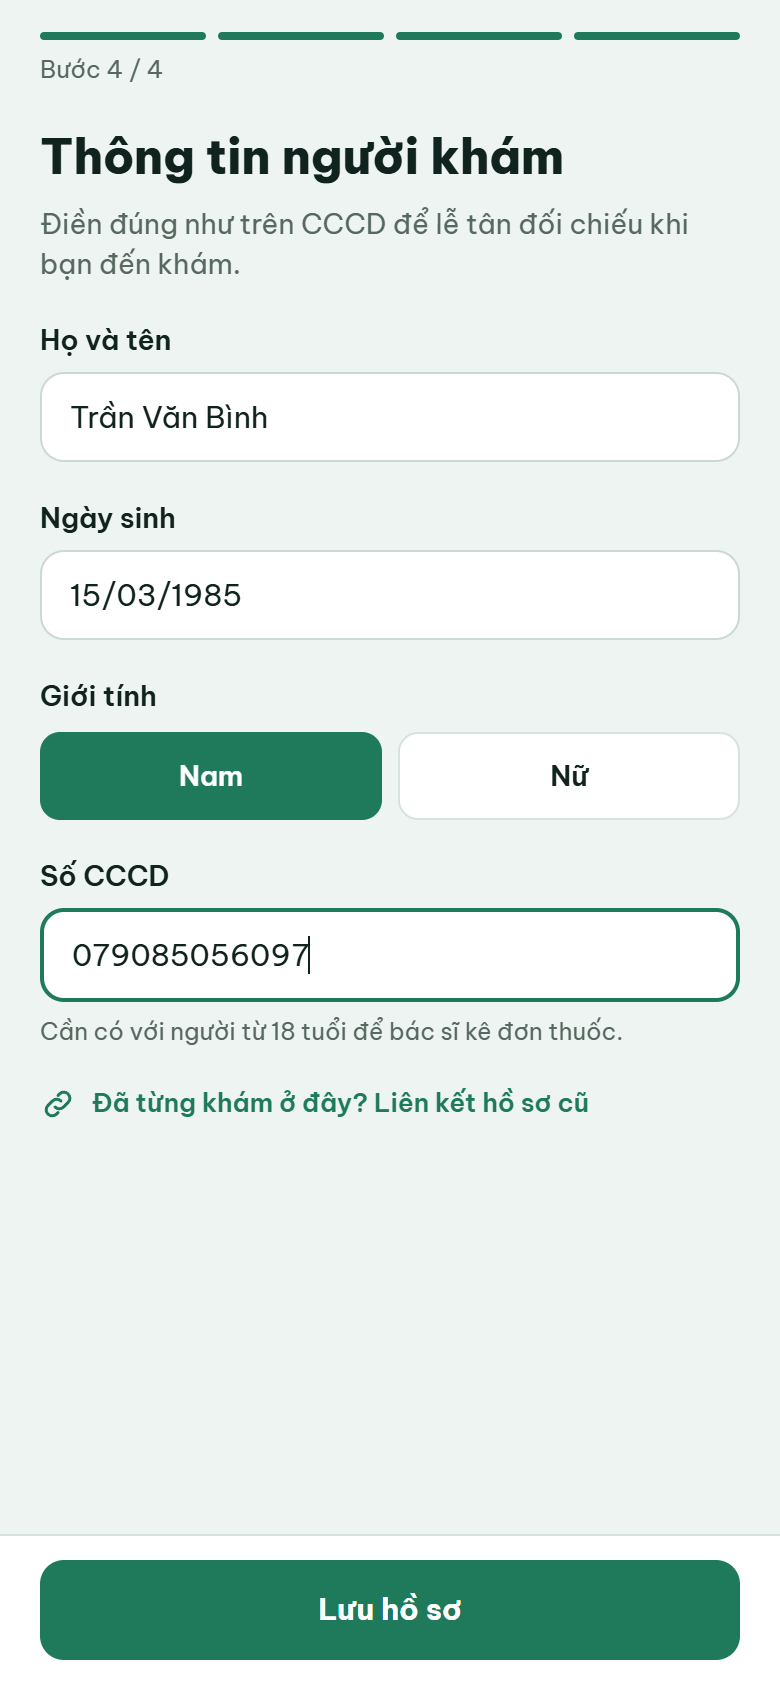 Bước 4 / 4
Thông tin người khám
Điền đúng như trên CCCD để lễ tân đối chiếu khi
bạn đến khám.
Họ và tên
Trần Văn Bình
Ngày sinh
15/03/1985
Giới tính
Nam
Nữ
Số CCCD
079085056097
Cần có với người từ 18 tuổi để bác sĩ kê đơn thuốc.
Đã từng khám ở đây? Liên kết hồ sơ cũ
Lưu hồ sơ